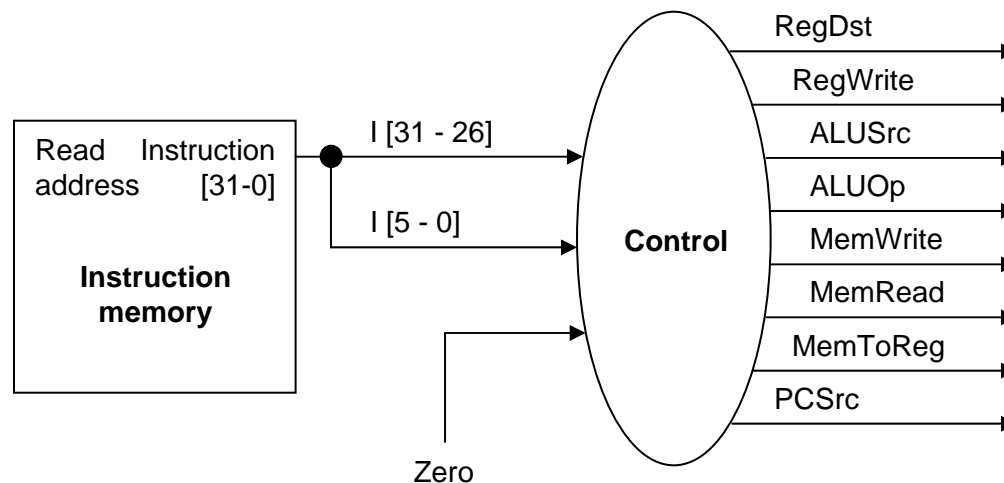 Read Instruction
address [31-0]
Instruction
memory
I [31 - 26]
I [5 - 0]
Zero
Control
RegDst
RegWrite
ALUSrc
ALUOp
MemWrite
MemRead
MemToReg
PCSrc